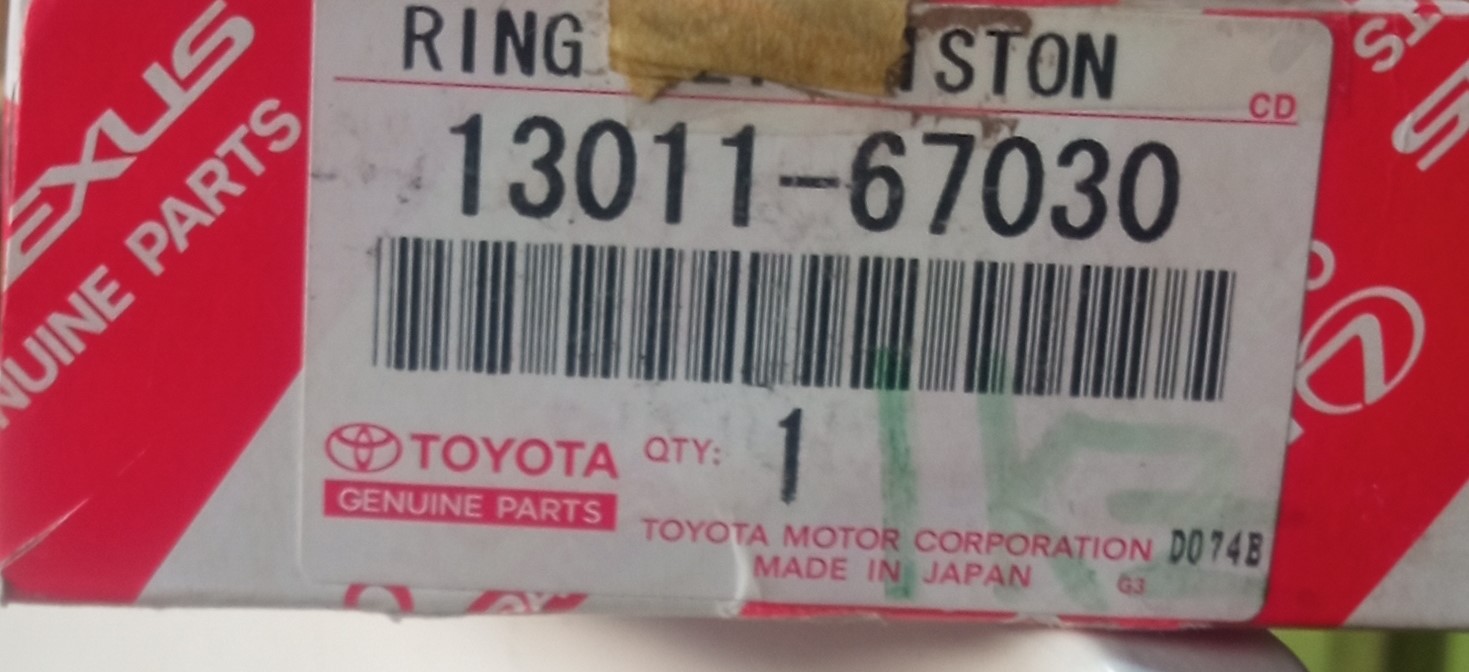 RING STON
CD
13011-67030
EXUS
NUINE PARTS
TOYOTA
GENUINE PARTS
QTY: 1
TOYOTA MOTOR CORPORATION D074B
MADE IN JAPAN G3